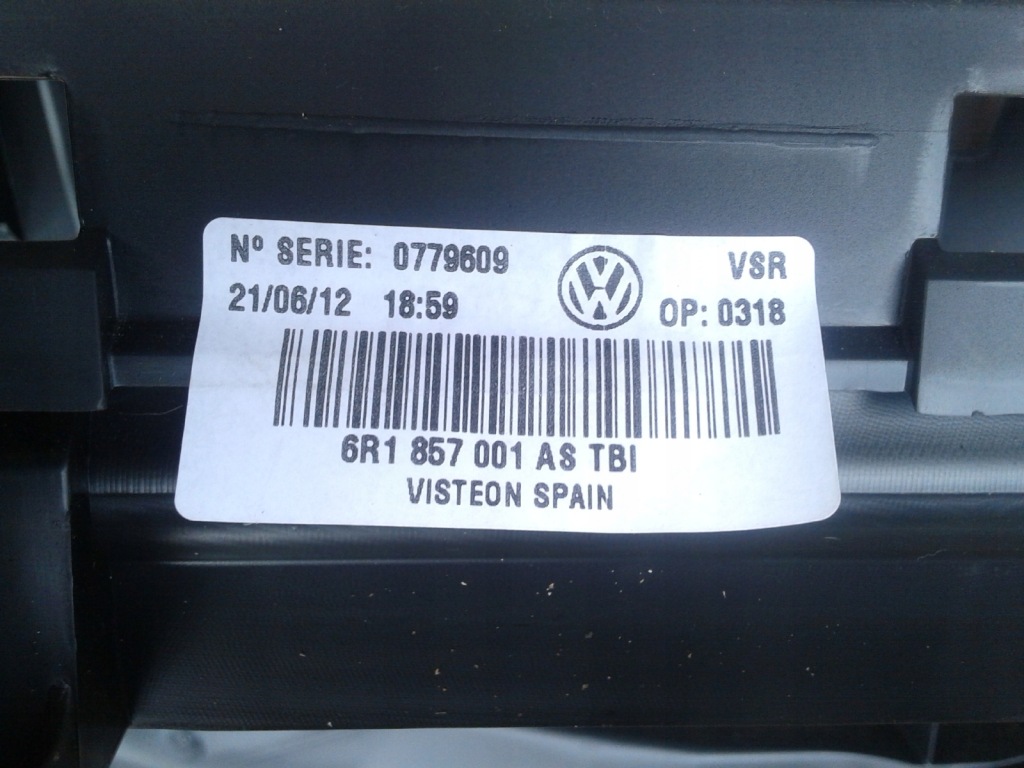 Nº SERIE: 0779609 VSR
21/06/12 18:59 OP: 0318
6R1 857 001 AS TBI
VISTEON SPAIN